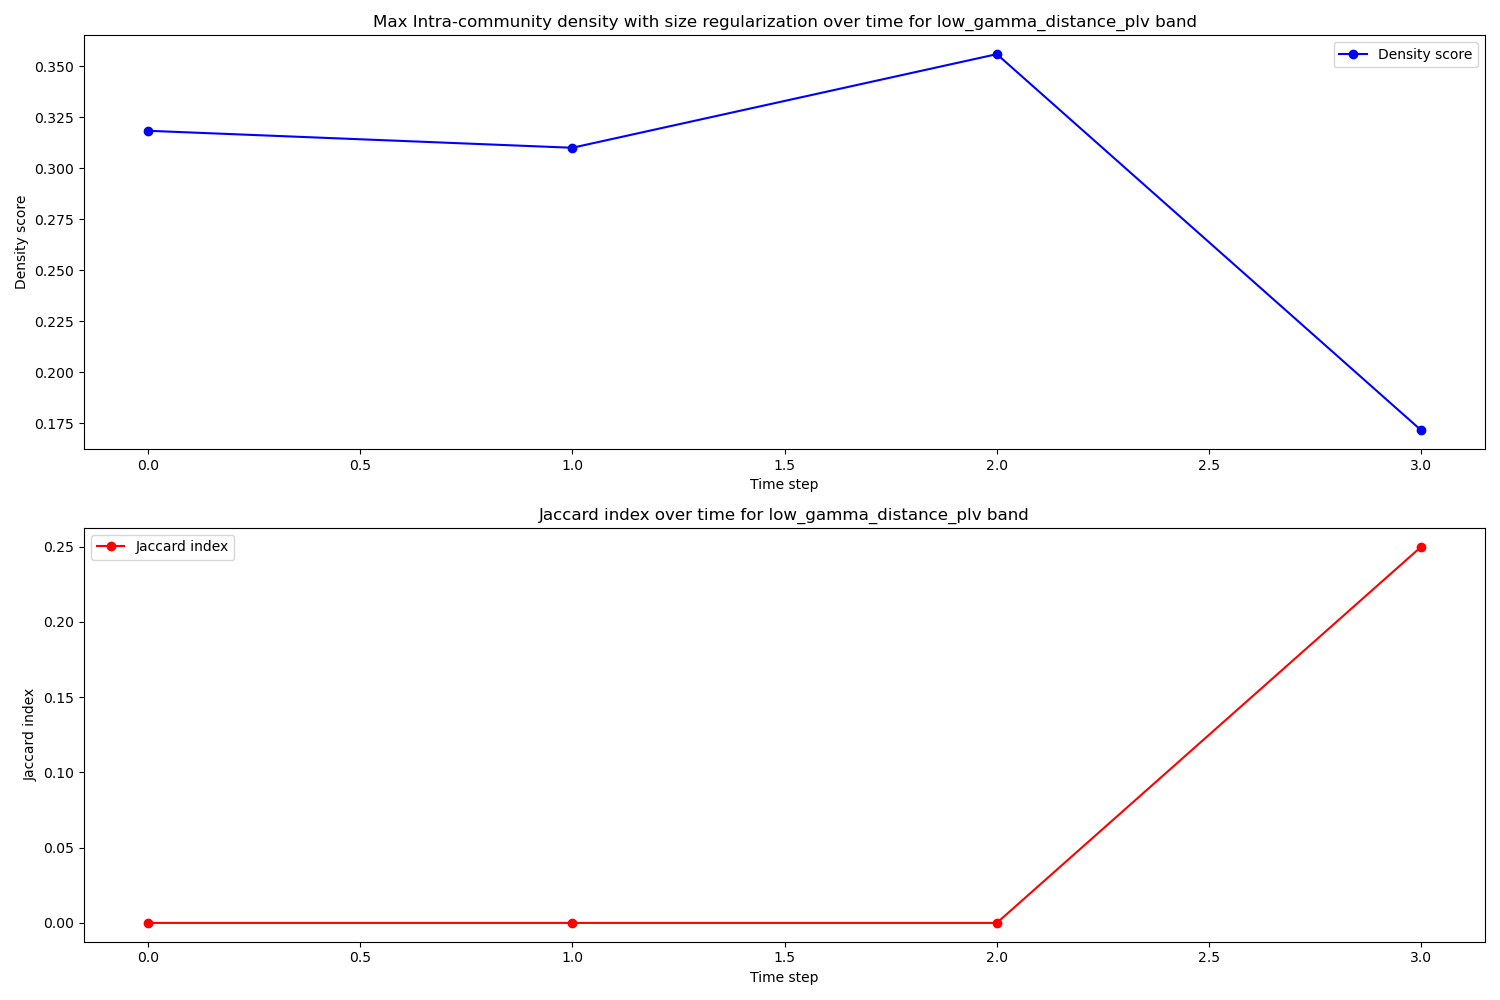 Max Intra-community density with size regularization over time for low_gamma_distance_plv band
Density score
0.350
0.325
0.300
0.275
0.250
0.225
0.200
0.175
Density score
0.0 0.5 1.0 1.5 2.0 2.5 3.0
Time step
Jaccard index over time for low_gamma_distance_plv band
Jaccard index
0.25
0.20
0.15
0.10
0.05
0.00
Jaccard index
0.0 0.5 1.0 1.5 2.0 2.5 3.0
Time step